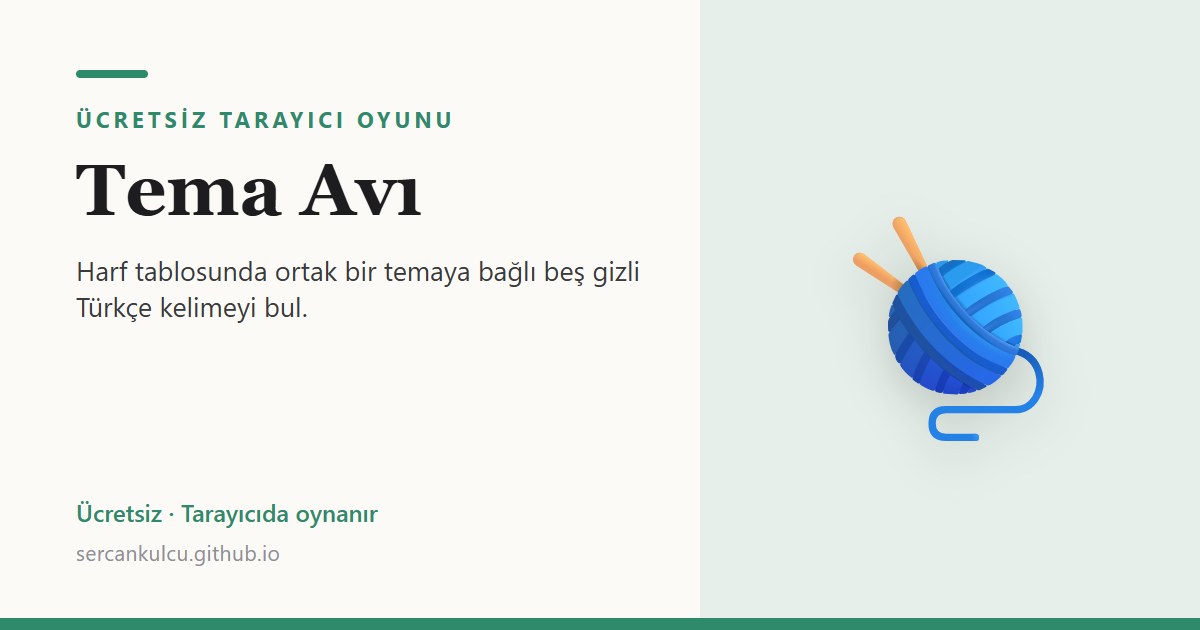 ÜCRETSİZ TARAYICI OYUNU
Tema Avı
Harf tablosunda ortak bir temaya bağlı beş gizli
Türkçe kelimeyi bul.
Ücretsiz · Tarayıcıda oynanır
sercankulcu.github.io